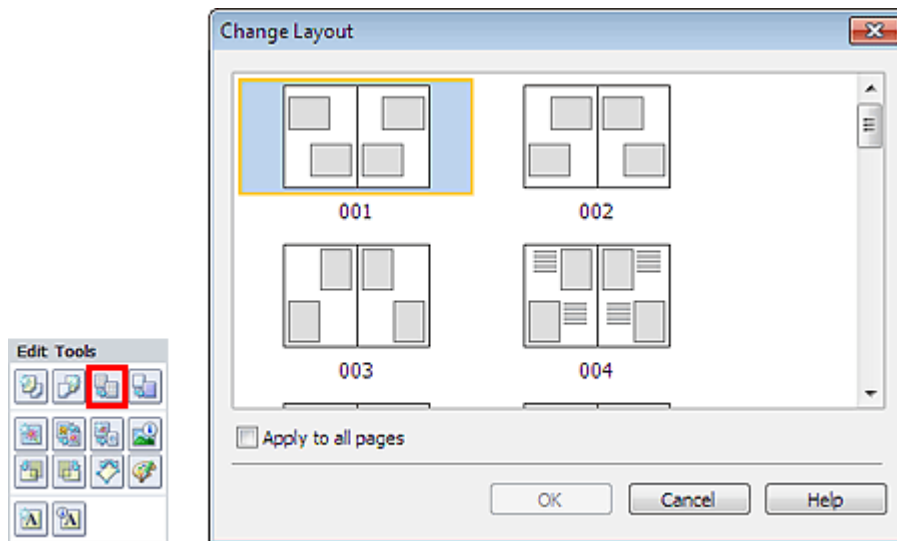 Change Layout
001
002
003
004
Edit Tools
Apply to all pages
OK
Cancel
Help